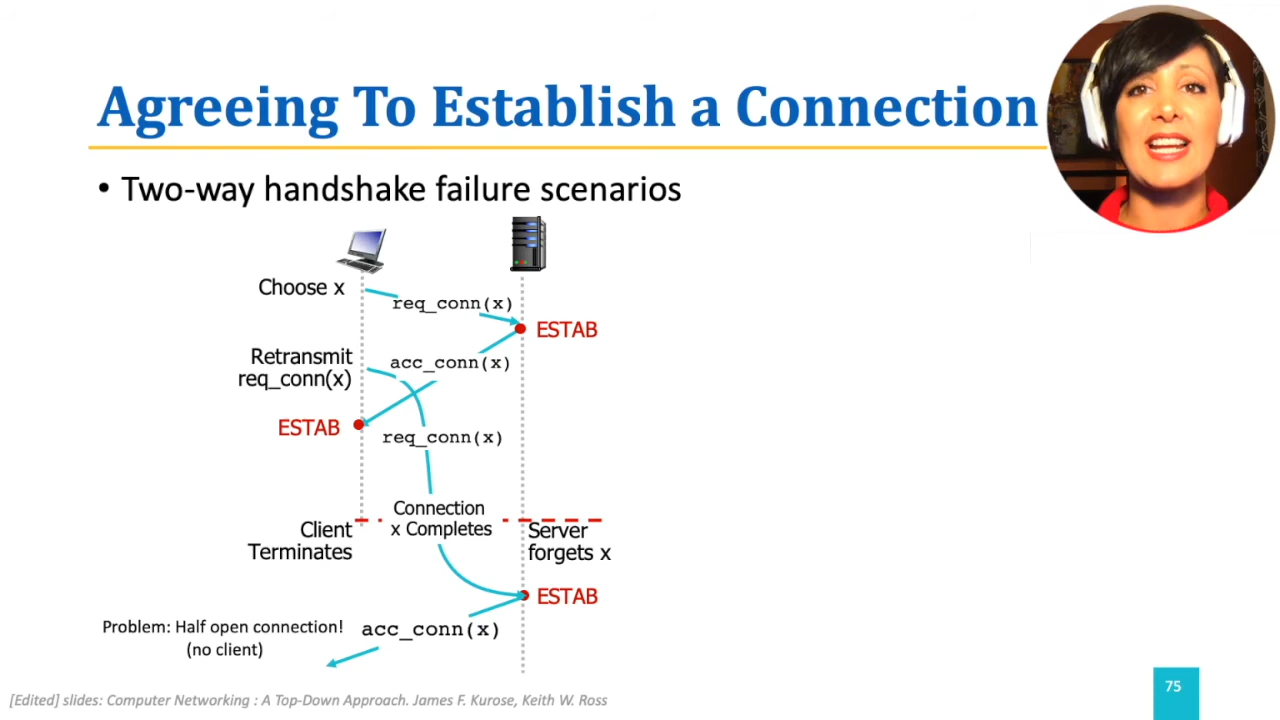 Agreeing To Establish a Connection
• Two-way handshake failure scenarios
Choose x
req_conn(x)
ESTAB
Retransmit
req_conn(x)
acc_conn(x)
ESTAB
req_conn(x)
Connection
x Completes
Client
Terminates
Server
forgets x
ESTAB
Problem: Half open connection!
(no client)
acc_conn(x)
[Edited] slides: Computer Networking : A Top-Down Approach. James F. Kurose, Keith W. Ross
75